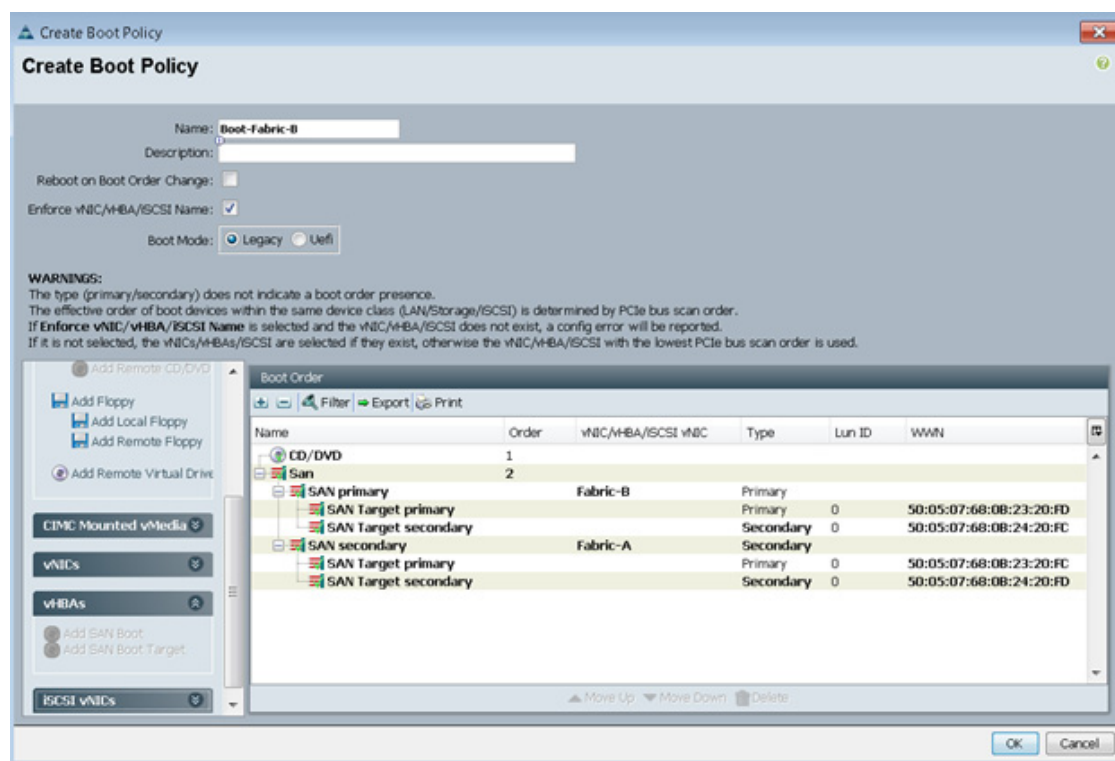 Create Boot Policy
Create Boot Policy
Name: Boot-Fabric-B
Description:
Reboot on Boot Order Change:
Enforce vNIC/vHBA/iSCSI Name:
Boot Mode: Legacy Uefi
WARNINGS:
The type (primary/secondary) does not indicate a boot order presence.
The effective order of boot devices within the same device class (LAN/Storage/iSCSI) is determined by PCIe bus scan order.
If Enforce vNIC/vHBA/iSCSI Name is selected and the vNIC/vHBA/iSCSI does not exist, a config error will be reported.
If it is not selected, the vNICs/vHBAs/iSCSI are selected if they exist, otherwise the vNIC/vHBA/iSCSI with the lowest PCIe bus scan order is used.
Add Remote CD/DVD
Add Floppy
Add Local Floppy
Add Remote Floppy
Add Remote Virtual Drive
CIMC Mounted vMedia
vNICs
vHBAs
Add SAN Boot
Add SAN Boot Target
iSCSI vNICs
Boot Order
Filter Export Print
Name Order vNIC/vHBA/iSCSI vNIC Type Lun ID WWN
CD/DVD 1
San 2
SAN primary Fabric-B Primary
SAN Target primary Primary 0 50:05:07:68:0B:23:20:FD
SAN Target secondary Secondary 0 50:05:07:68:0B:24:20:FC
SAN secondary Fabric-A Secondary
SAN Target primary Primary 0 50:05:07:68:0B:23:20:FC
SAN Target secondary Secondary 0 50:05:07:68:0B:24:20:FD
Move Up Move Down Delete
OK Cancel